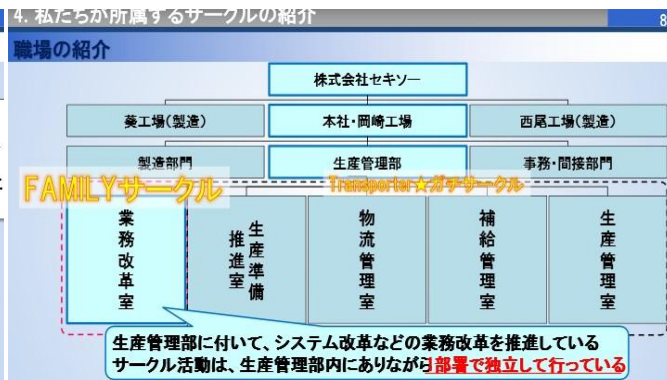 4. 私たちが所属するサークルの紹介
8
職場の紹介
株式会社セキソー
葵工場(製造)
本社・岡崎工場
西尾工場(製造)
製造部門
生産管理部
事務・間接部門
FAMILYサークル
Transporter★ガチサークル
業務改革室
生産準備推進室
物流管理室
補給管理室
生産管理室
生産管理部に付いて、システム改革などの業務改革を推進している
サークル活動は、生産管理部内にありながら1部署で独立して行っている